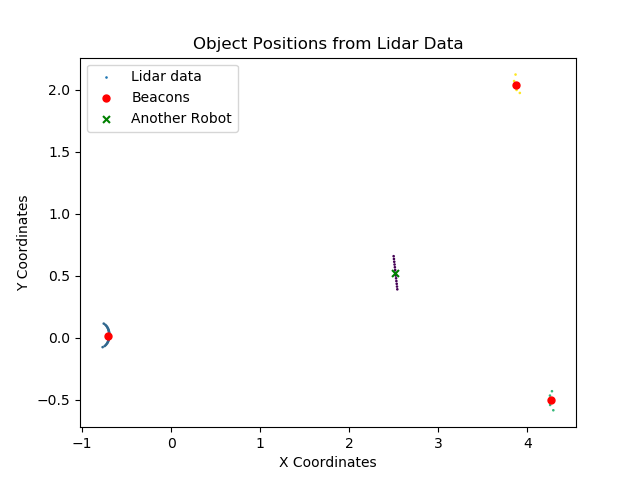 Object Positions from Lidar Data
Lidar data
Beacons
Another Robot
Y Coordinates
2.0
1.5
1.0
0.5
0.0
−0.5
−1
0
1
2
3
4
X Coordinates